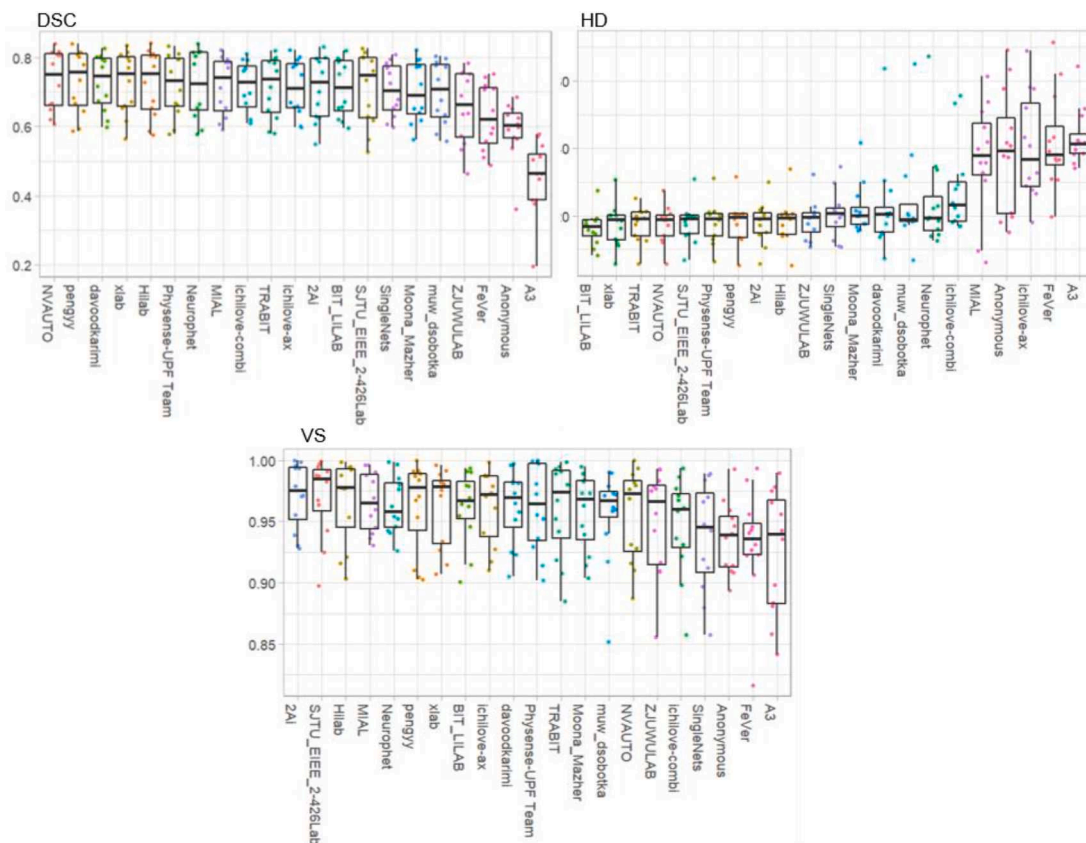 DSC
0.8
0.6
0.4
0.2
NVAUTO
pengyy
davoodkarimi
xlab
Hilab
Physense-UPF Team
Neurophet
MIAL
ichilove-combi
TRABIT
ichilove-ax
2Ai
BIT_LILAB
SJTU_EIEE_2-426Lab
SingleNets
Moona_Mazher
muw_dsobotka
ZJUWULAB
FeVer
Anonymous
A3
HD
BIT_LILAB
xlab
TRABIT
NVAUTO
SJTU_EIEE_2-426Lab
Physense-UPF Team
pengyy
2Ai
Hilab
ZJUWULAB
SingleNets
Moona_Mazher
davoodkarimi
muw_dsobotka
Neurophet
ichilove-combi
MIAL
Anonymous
ichilove-ax
FeVer
A3
VS
1.00
0.95
0.90
0.85
2Ai
SJTU_EIEE_2-426Lab
Hilab
MIAL
Neurophet
pengyy
xlab
BIT_LILAB
ichilove-ax
davoodkarimi
Physense-UPF Team
TRABIT
Moona_Mazher
muw_dsobotka
NVAUTO
ZJUWULAB
ichilove-combi
SingleNets
Anonymous
FeVer
A3